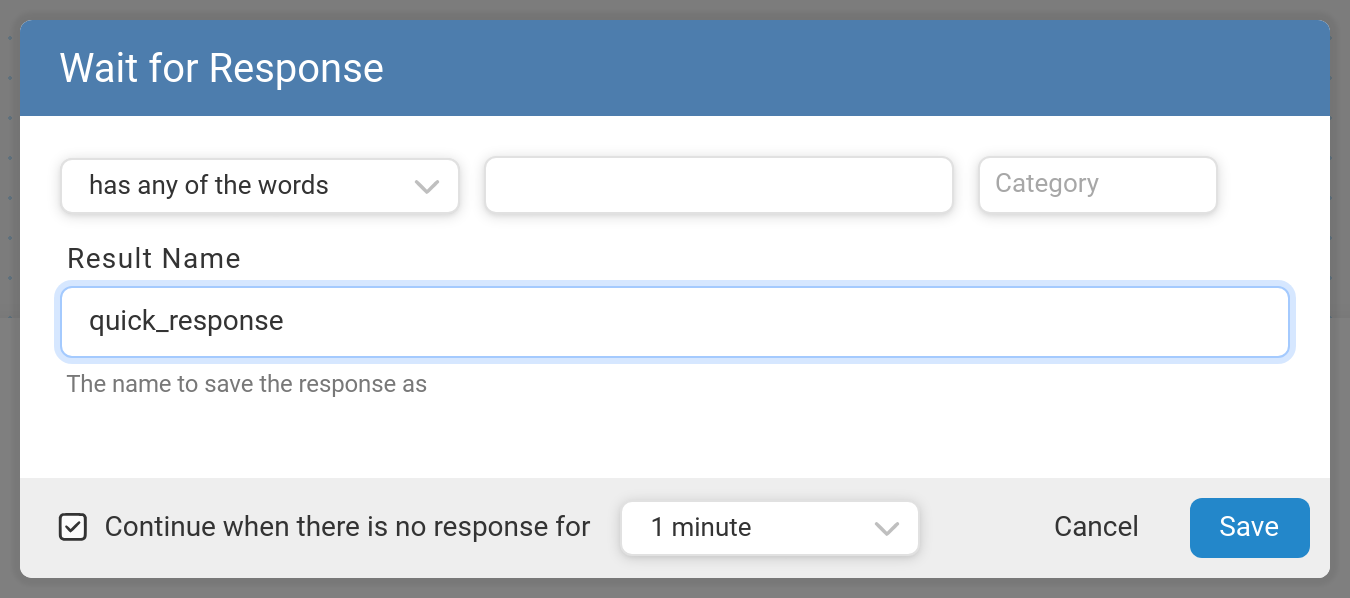 Wait for Response
has any of the words Category
Result Name
quick_response
The name to save the response as
Continue when there is no response for 1 minute Cancel Save